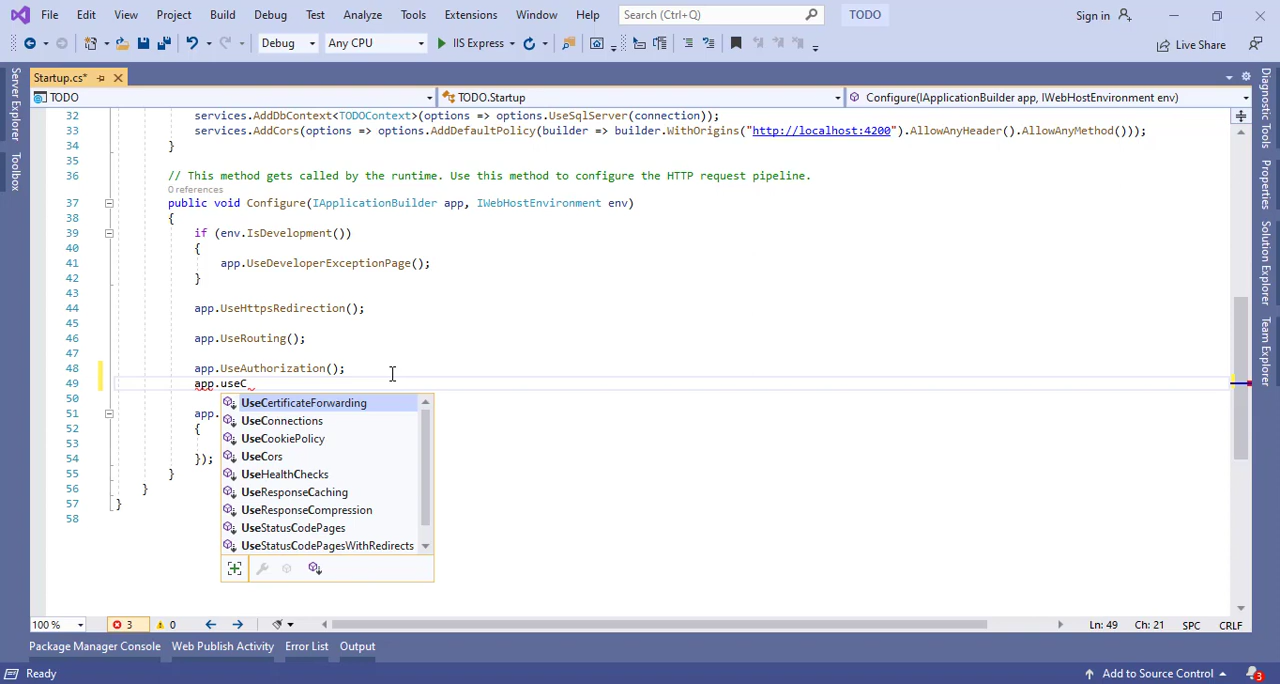 File Edit View Project Build Debug Test Analyze Tools Extensions Window Help Search (Ctrl+Q) TODO Sign in
Debug Any CPU IIS Express Live Share
Startup.cs*
TODO TODO.Startup Configure(IApplicationBuilder app, IWebHostEnvironment env)
Server Explorer
Toolbox
32 services.AddDbContext<TODOContext>(options => options.UseSqlServer(connection));
33 services.AddCors(options => options.AddDefaultPolicy(builder => builder.WithOrigins("http://localhost:4200").AllowAnyHeader().AllowAnyMethod()));
34 }
35
36 // This method gets called by the runtime. Use this method to configure the HTTP request pipeline.
0 references
37 public void Configure(IApplicationBuilder app, IWebHostEnvironment env)
38 {
39 if (env.IsDevelopment())
40 {
41 app.UseDeveloperExceptionPage();
42 }
43
44 app.UseHttpsRedirection();
45
46 app.UseRouting();
47
48 app.UseAuthorization();
49 app.useC
50
51 app.
52 {
53
54 });
55 }
56 }
57 }
58
UseCertificateForwarding
UseConnections
UseCookiePolicy
UseCors
UseHealthChecks
UseResponseCaching
UseResponseCompression
UseStatusCodePages
UseStatusCodePagesWithRedirects
Diagnostic Tools
Properties
Solution Explorer
Team Explorer
100 % 3 0 Ln: 49 Ch: 21 SPC CRLF
Package Manager Console Web Publish Activity Error List Output
Ready Add to Source Control 3